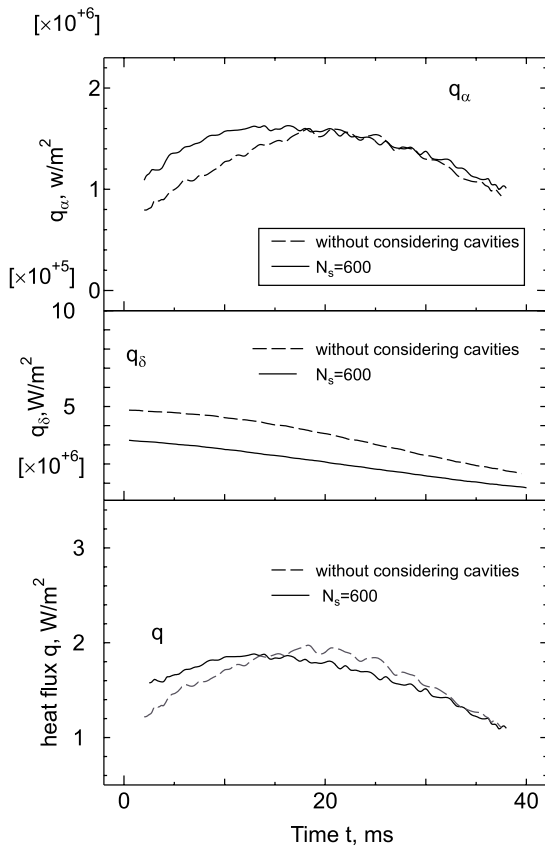 [×10+6]
2
qα
qα, w/m2
1
without considering cavities
Ns=600
[×10+5]
0
10
qδ
without considering cavities
Ns=600
qδ,W/m2
5
[×10+6]
3
without considering cavities
Ns=600
heat flux q, W/m2
q
2
1
0
20
40
Time t, ms